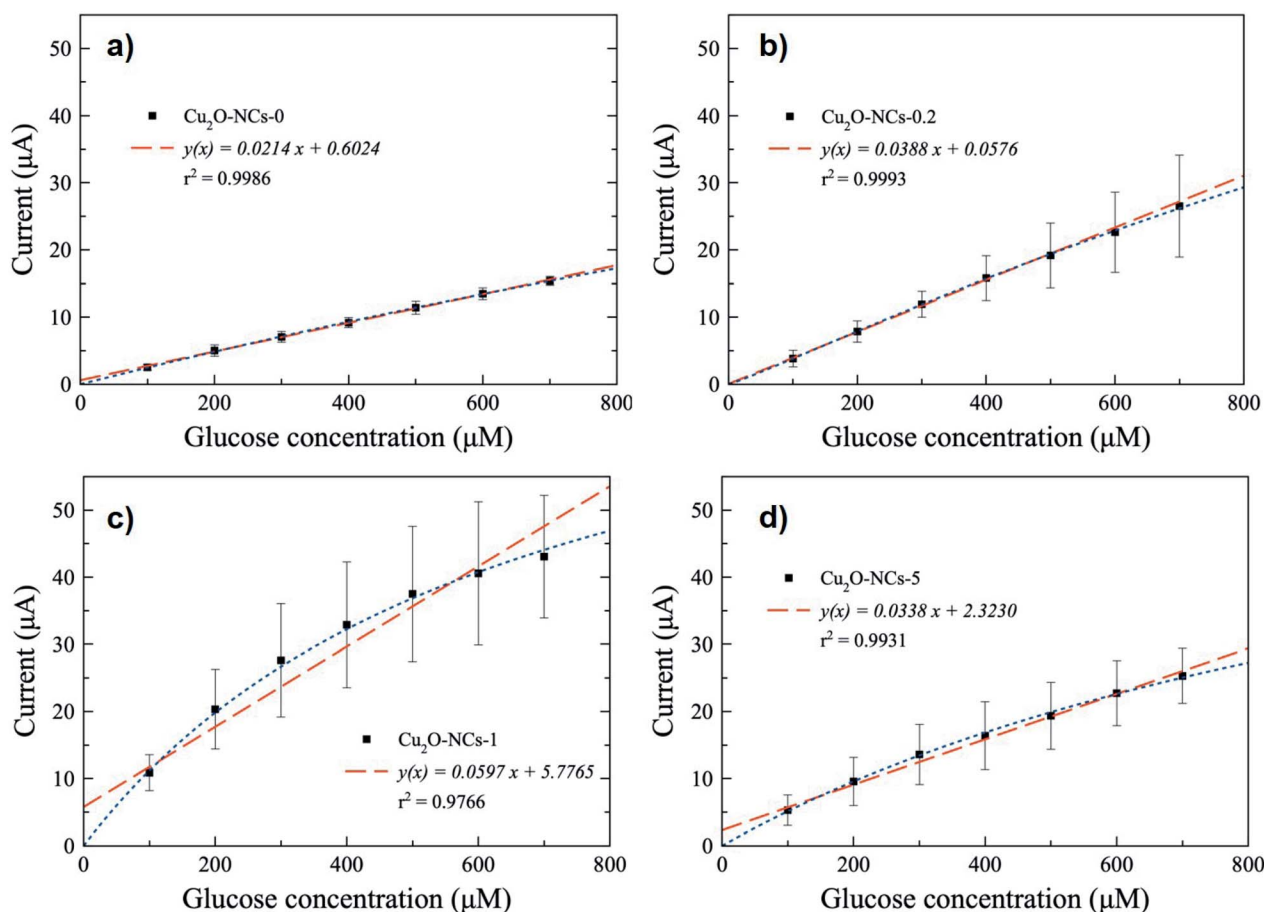 a)
50
40
30
20
10
0
Current (μA)
Cu₂O-NCs-0
y(x) = 0.0214 x + 0.6024
r² = 0.9986
0 200 400 600 800
Glucose concentration (μM)
b)
50
40
30
20
10
0
Current (μA)
Cu₂O-NCs-0.2
y(x) = 0.0388 x + 0.0576
r² = 0.9993
0 200 400 600 800
Glucose concentration (μM)
c)
50
40
30
20
10
0
Current (μA)
Cu₂O-NCs-1
y(x) = 0.0597 x + 5.7765
r² = 0.9766
0 200 400 600 800
Glucose concentration (μM)
d)
50
40
30
20
10
0
Current (μA)
Cu₂O-NCs-5
y(x) = 0.0338 x + 2.3230
r² = 0.9931
0 200 400 600 800
Glucose concentration (μM)